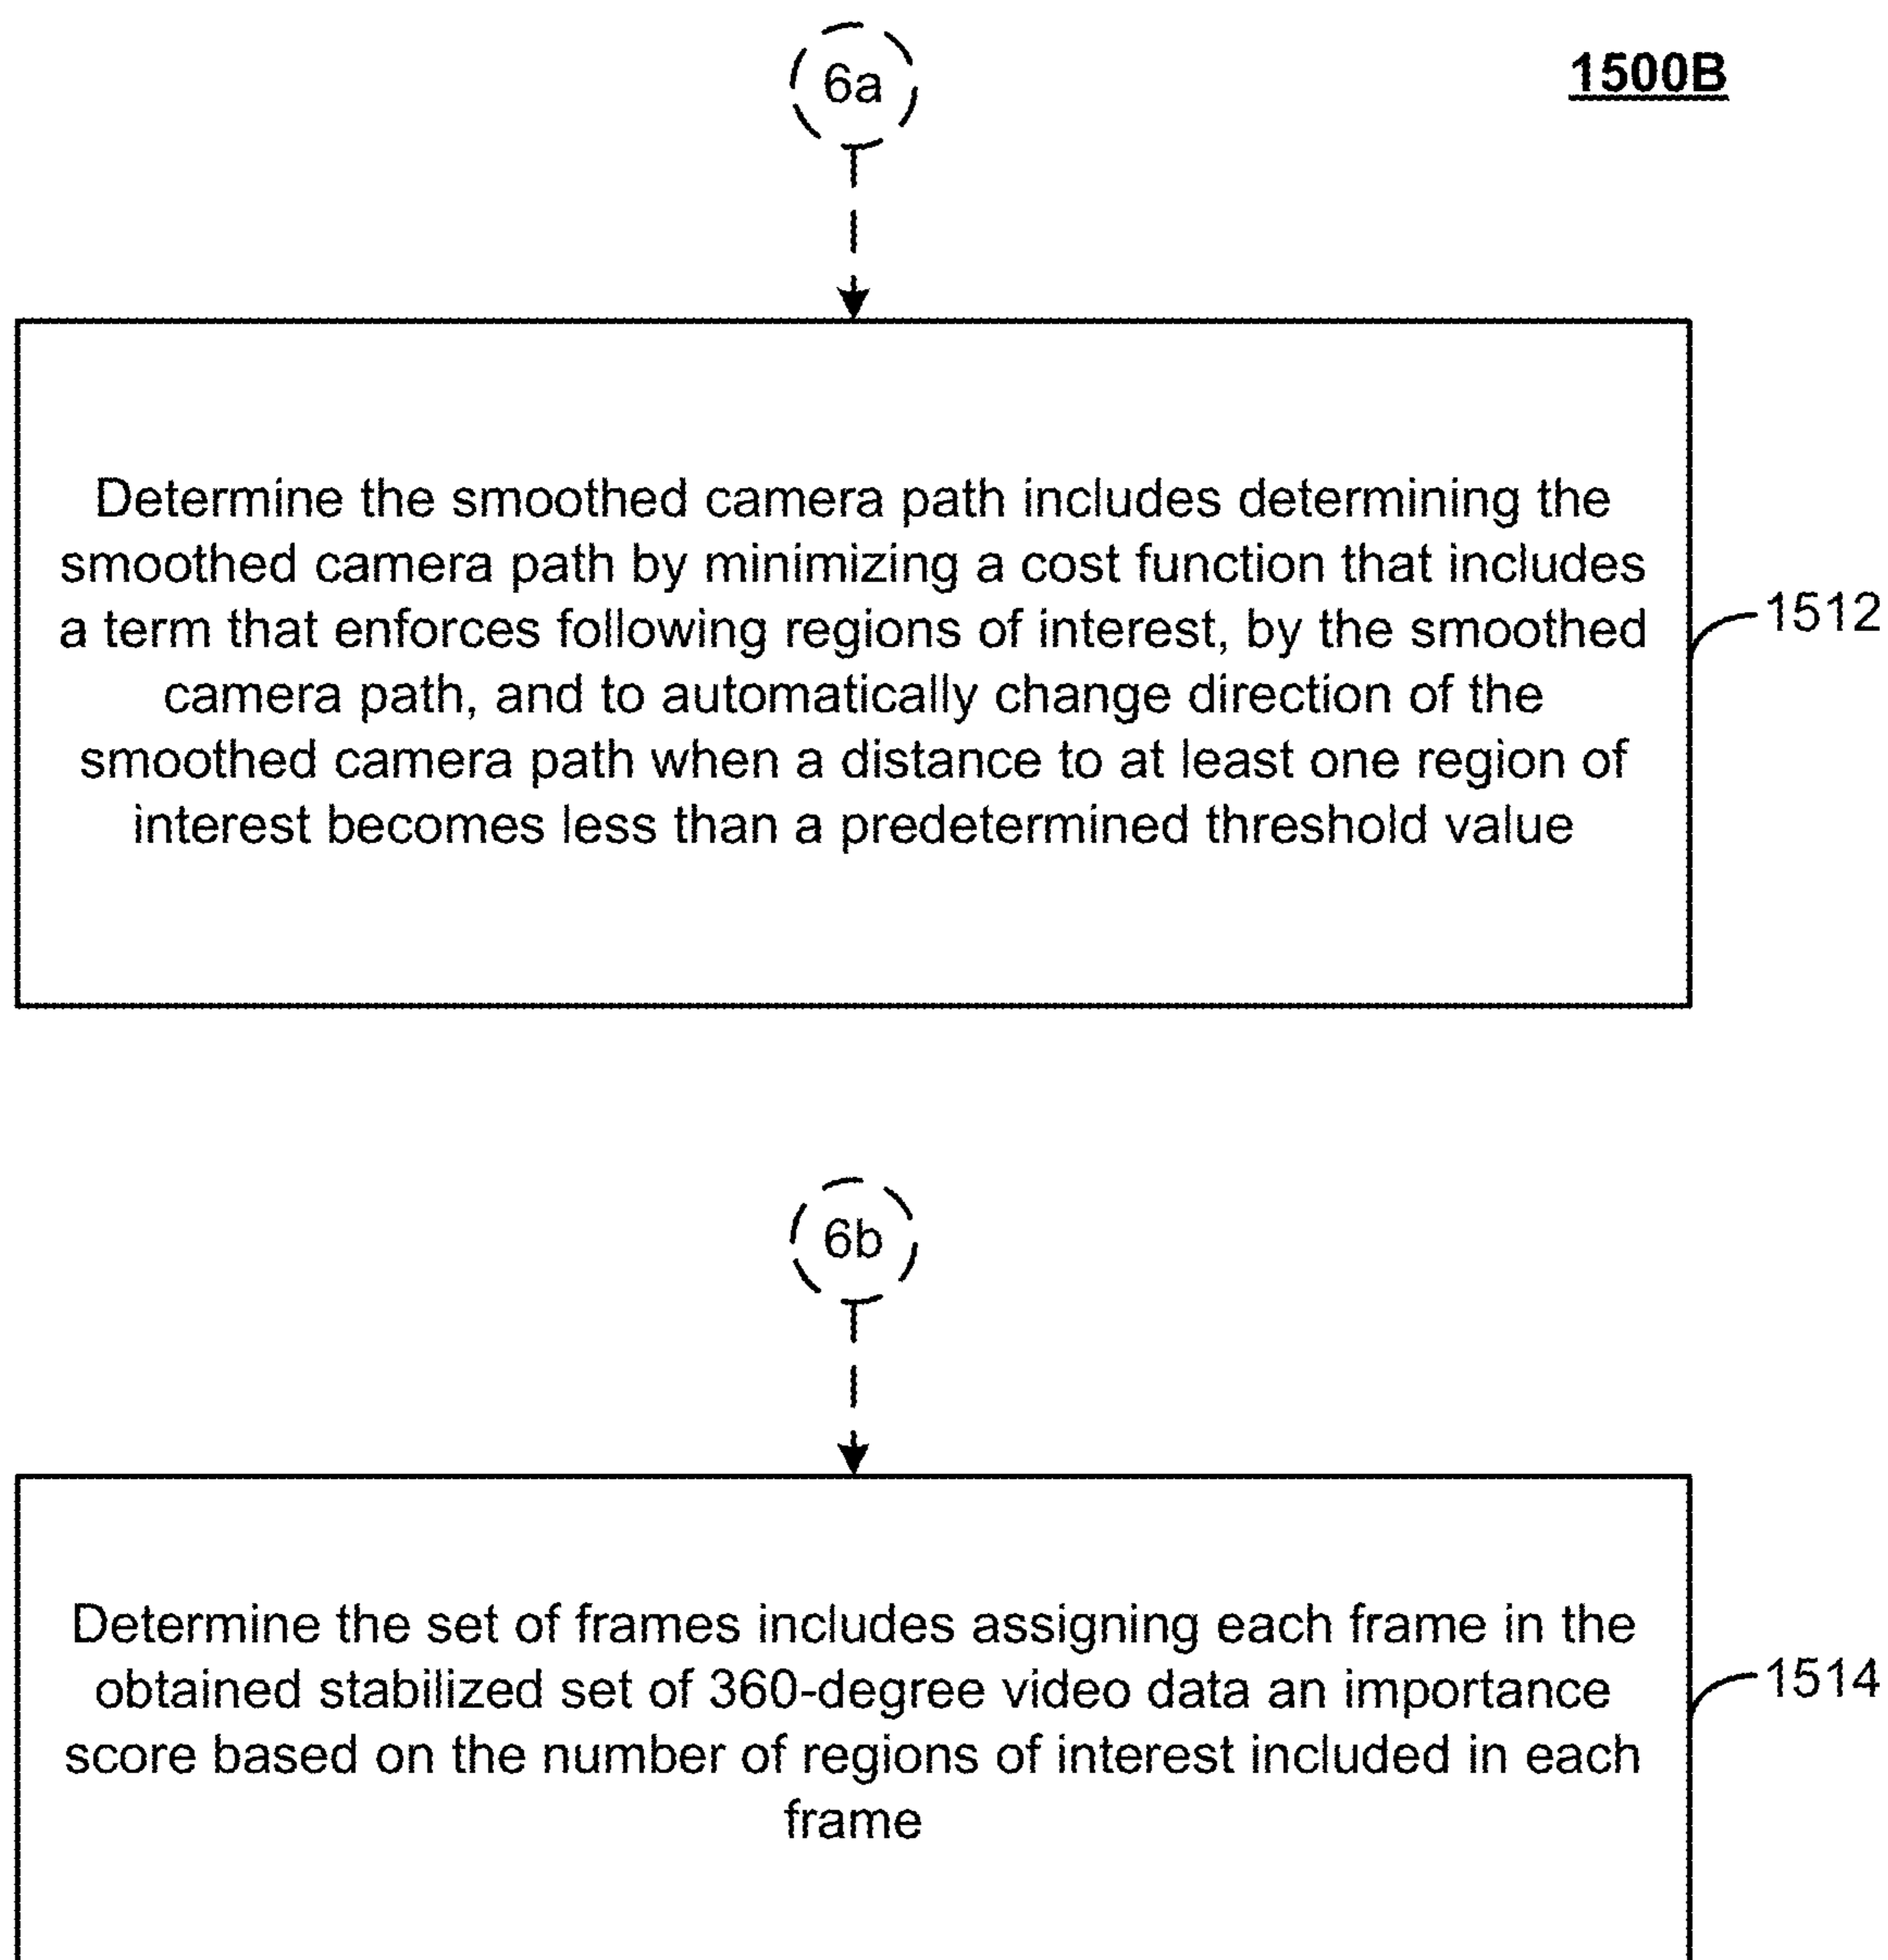 1500B
6a
Determine the smoothed camera path includes determining the
smoothed camera path by minimizing a cost function that includes
a term that enforces following regions of interest, by the smoothed
camera path, and to automatically change direction of the
smoothed camera path when a distance to at least one region of
interest becomes less than a predetermined threshold value
1512
6b
Determine the set of frames includes assigning each frame in the
obtained stabilized set of 360-degree video data an importance
score based on the number of regions of interest included in each
frame
1514